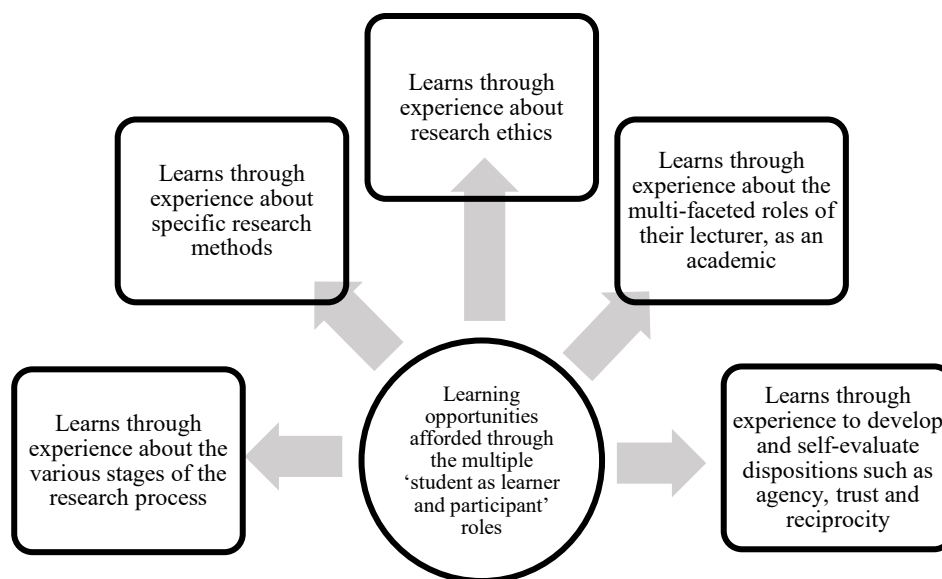 Learns through
experience about
research ethics
Learns through
experience about
specific research
methods
Learns through
experience about the
multi-faceted roles of
their lecturer, as an
academic
Learns through
experience about the
various stages of the
research process
Learning
opportunities
afforded through
the multiple
‘student as learner
and participant’
roles
Learns through
experience to develop
and self-evaluate
dispositions such as
agency, trust and
reciprocity